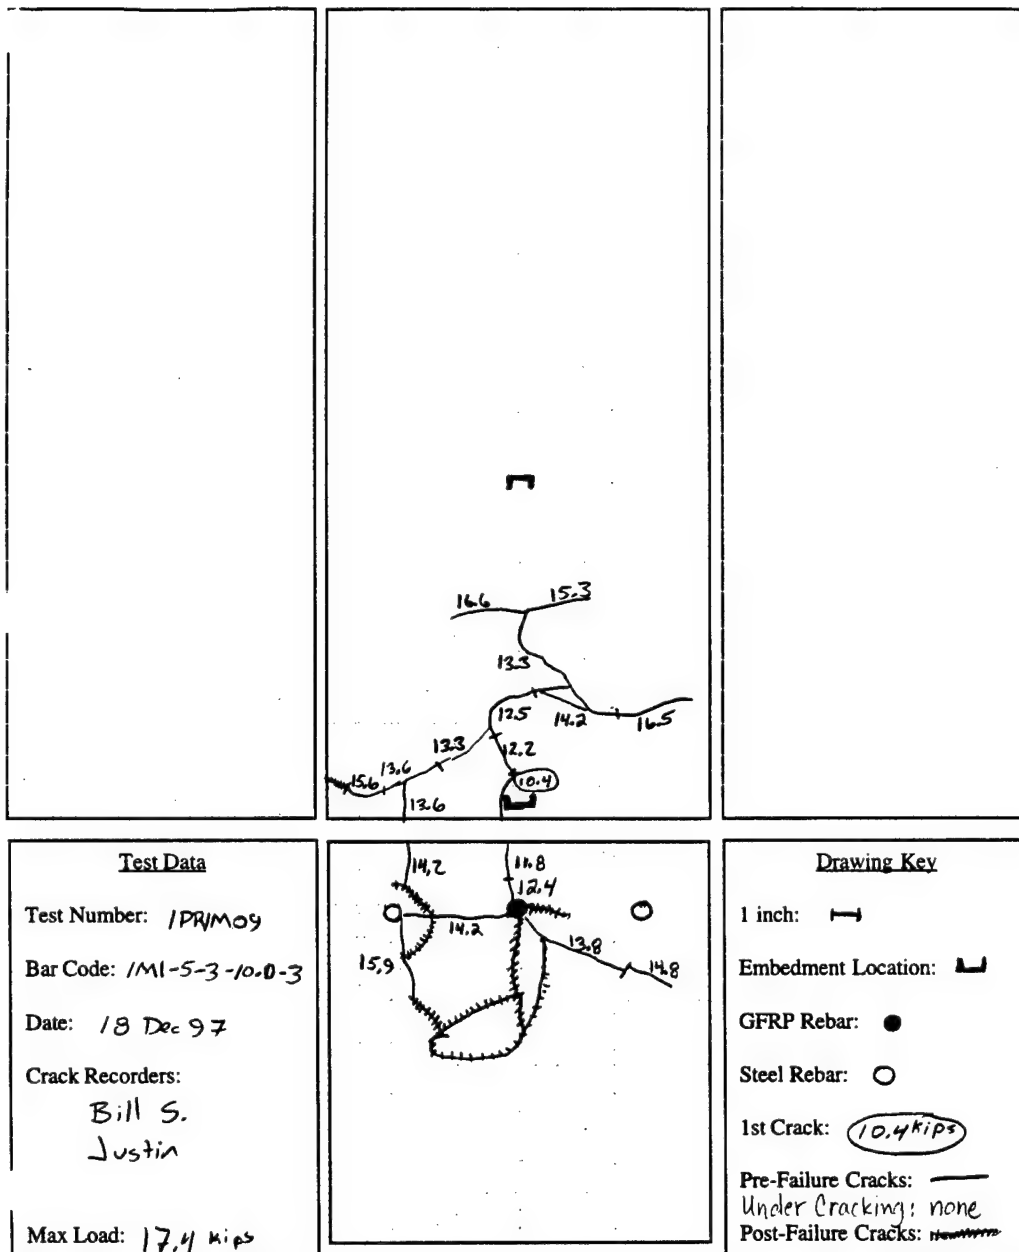 16.6 15.3
13.3
12.5 14.2 16.5
13.3 12.2
15.6 13.6 10.4
13.6
Test Data
Test Number: 1PRIM09
Bar Code: 1M1-5-3-10.0-3
Date: 18 Dec 97
Crack Recorders:
Bill S.
Justin
Max Load: 17.4 kips
14.2 11.8
12.4
14.2 13.8
15.9 14.8
Drawing Key
1 inch:
Embedment Location:
GFRP Rebar:
Steel Rebar:
1st Crack: 10.4 kips
Pre-Failure Cracks:
Under Cracking: none
Post-Failure Cracks: